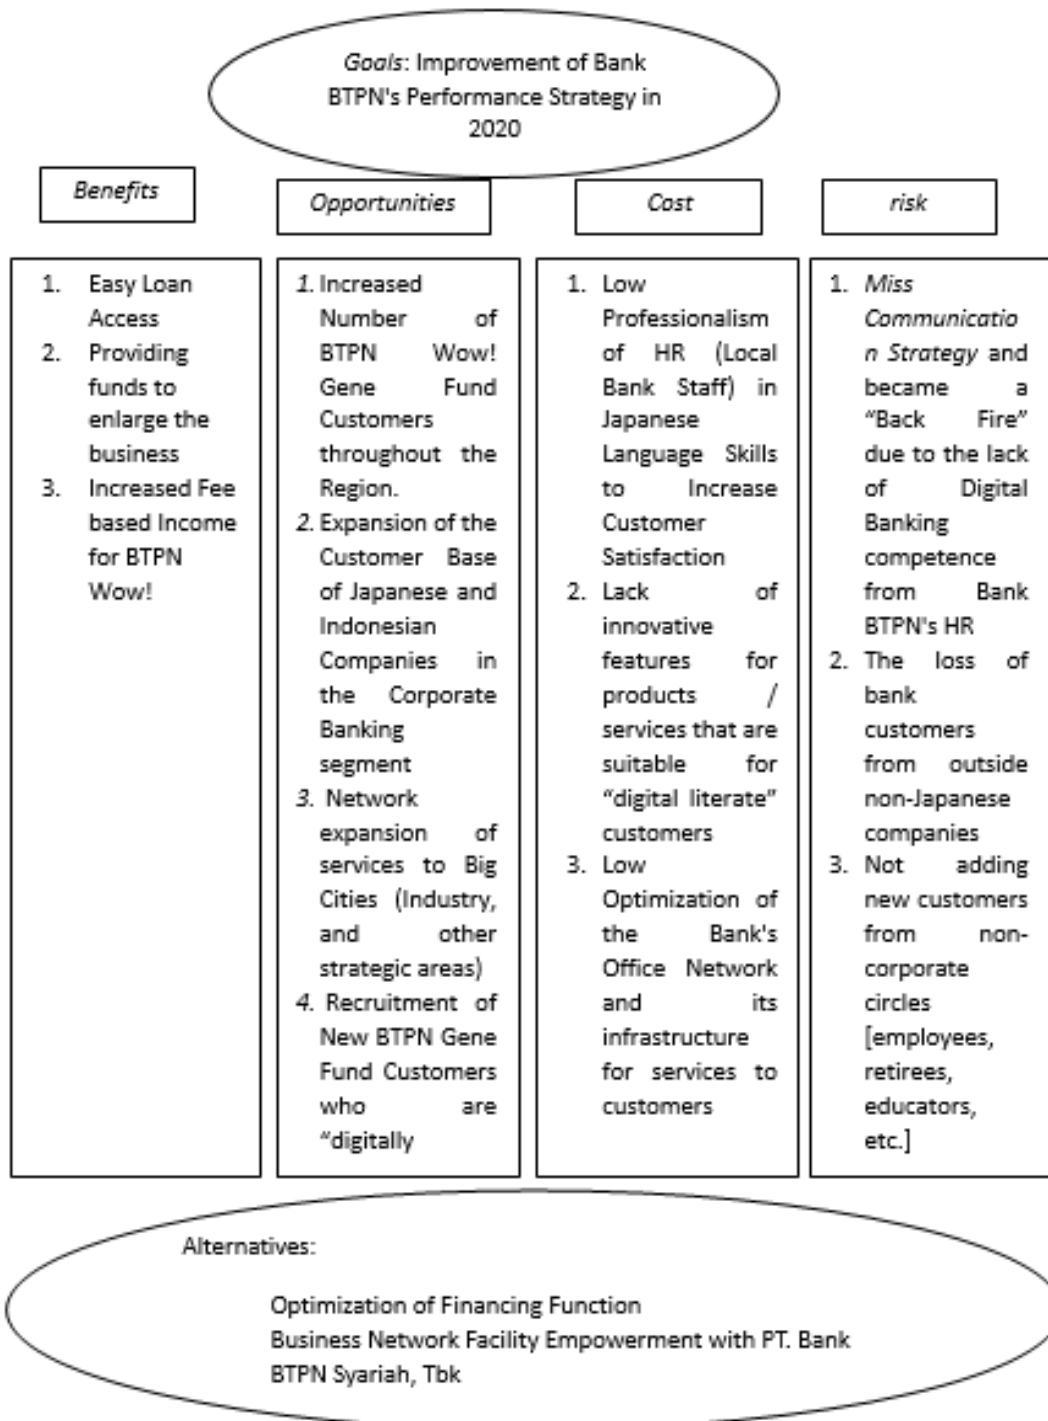 Goals: Improvement of Bank
BTPN's Performance Strategy in
2020
Benefits
Opportunities
Cost
risk
1. Easy Loan
Access
2. Providing
funds to
enlarge the
business
3. Increased Fee
based Income
for BTPN
Wow!
1. Increased
Number of
BTPN Wow!
Gene Fund
Customers
throughout the
Region.
2. Expansion of the
Customer Base
of Japanese and
Indonesian
Companies in
the Corporate
Banking
segment
3. Network
expansion of
services to Big
Cities (Industry,
and other
strategic areas)
4. Recruitment of
New BTPN Gene
Fund Customers
who are
“digitally
1. Low
Professionalism
of HR (Local
Bank Staff) in
Japanese
Language Skills
to Increase
Customer
Satisfaction
2. Lack of
innovative
features for
products /
services that are
suitable for
“digital literate”
customers
3. Low
Optimization of
the Bank's
Office Network
and its
infrastructure
for services to
customers
1. Miss
Communicatio
n Strategy and
became a
“Back Fire”
due to the lack
of Digital
Banking
competence
from Bank
BTPN's HR
2. The loss of
bank
customers
from outside
non-Japanese
companies
3. Not adding
new customers
from non-
corporate
circles
[employees,
retirees,
educators,
etc.]
Alternatives:
Optimization of Financing Function
Business Network Facility Empowerment with PT. Bank
BTPN Syariah, Tbk